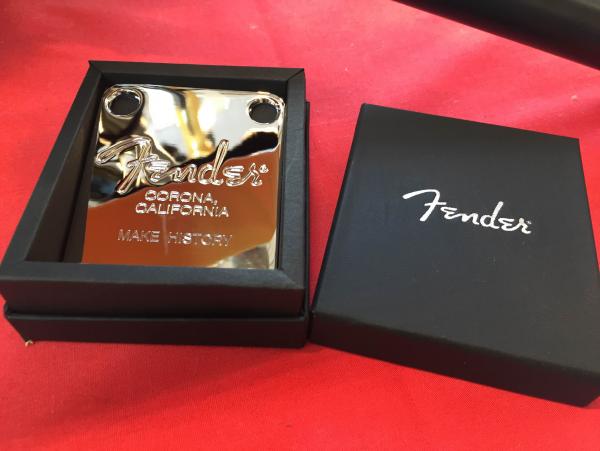 Fender
CORONA,
CALIFORNIA
MAKE HISTORY
Fender